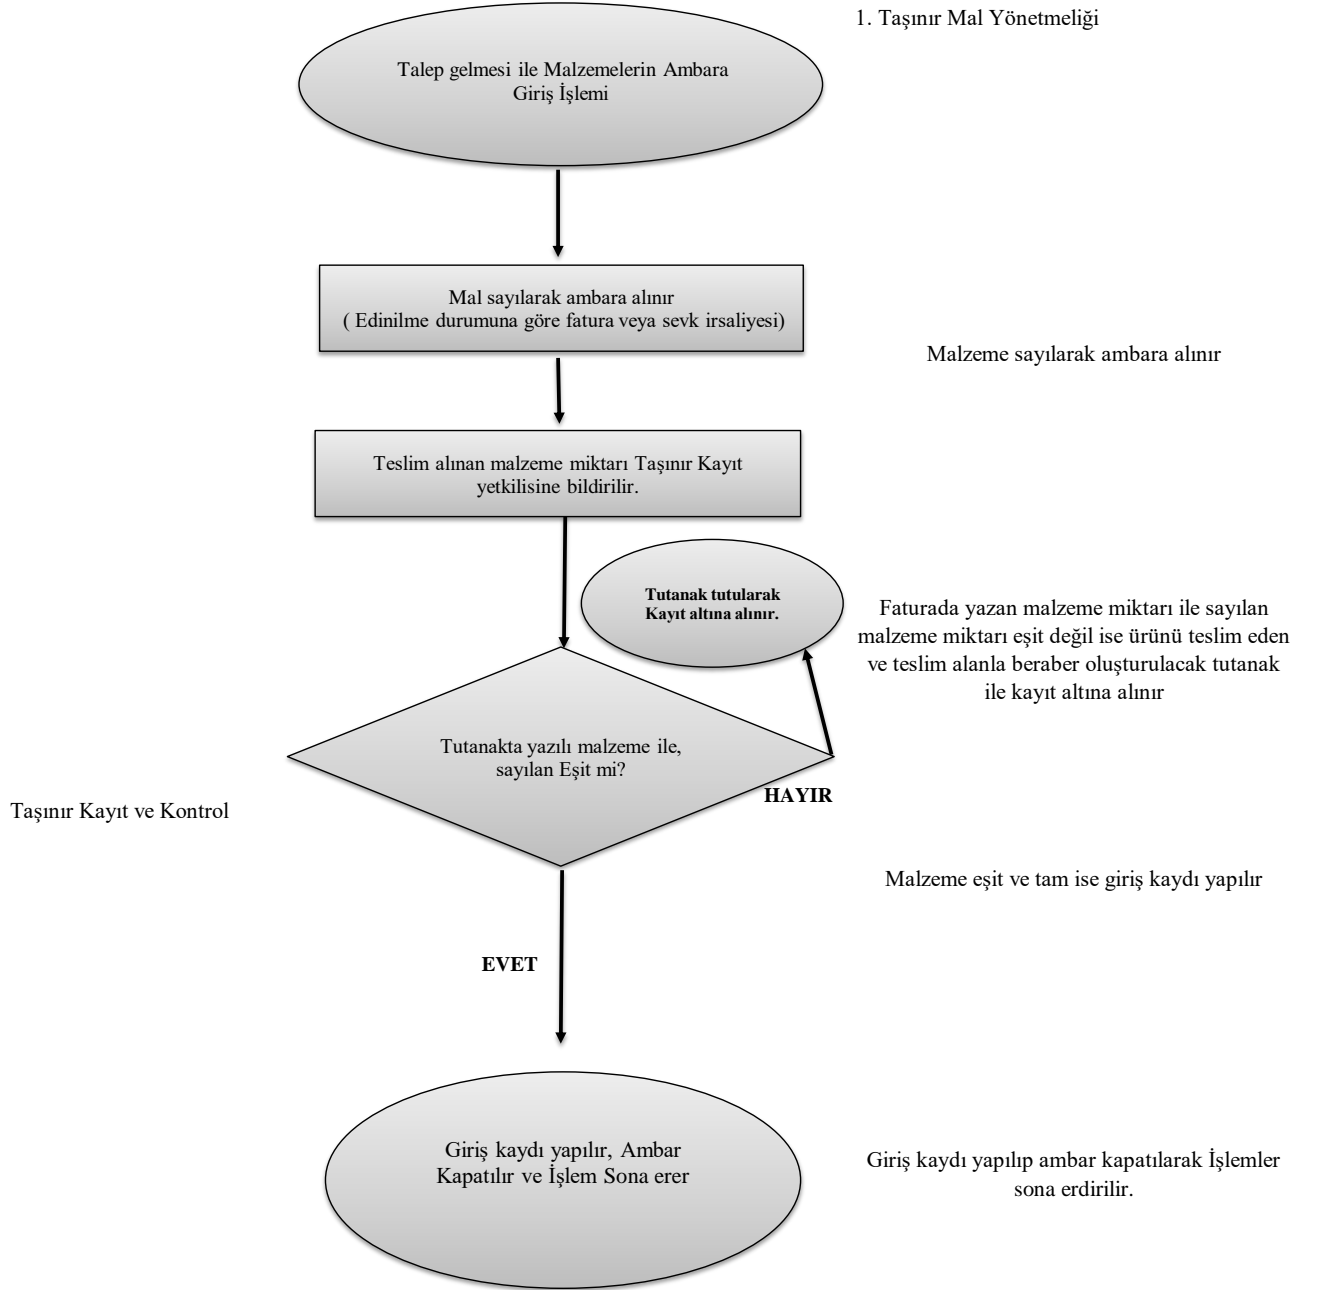 1. Taşınır Mal Yönetmeliği
Talep gelmesi ile Malzemelerin Ambara
Giriş İşlemi
Mal sayılarak ambara alınır
( Edinilme durumuna göre fatura veya sevk irsaliyesi)
Malzeme sayılarak ambara alınır
Teslim alınan malzeme miktarı Taşınır Kayıt
yetkilisine bildirilir.
Tutanak tutularak
Kayıt altına alınır.
Faturada yazan malzeme miktarı ile sayılan
malzeme miktarı eşit değil ise ürünü teslim eden
ve teslim alanla beraber oluşturulacak tutanak
ile kayıt altına alınır
Tutanakta yazılı malzeme ile,
sayılan Eşit mi?
HAYIR
Taşınır Kayıt ve Kontrol
Malzeme eşit ve tam ise giriş kaydı yapılır
EVET
Giriş kaydı yapılır, Ambar
Kapatılır ve İşlem Sona erer
Giriş kaydı yapılıp ambar kapatılarak İşlemler
sona erdirilir.